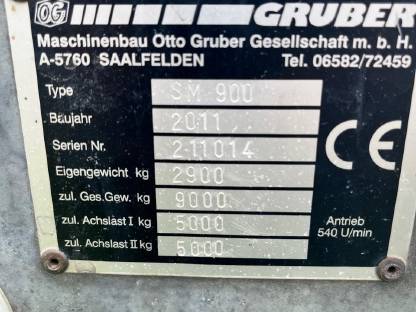 OG GRUBER
Maschinenbau Otto Gruber Gesellschaft m. b. H.
A-5760 SAALFELDEN Tel. 06582/72459
Type SM 900
Baujahr 2011
Serien Nr. 211014
Eigengewicht kg 2900
zul. Ges.Gew. kg 9000
zul. Achslast I kg 5000
zul. Achslast II kg 5000
CE
Antrieb
540 U/min